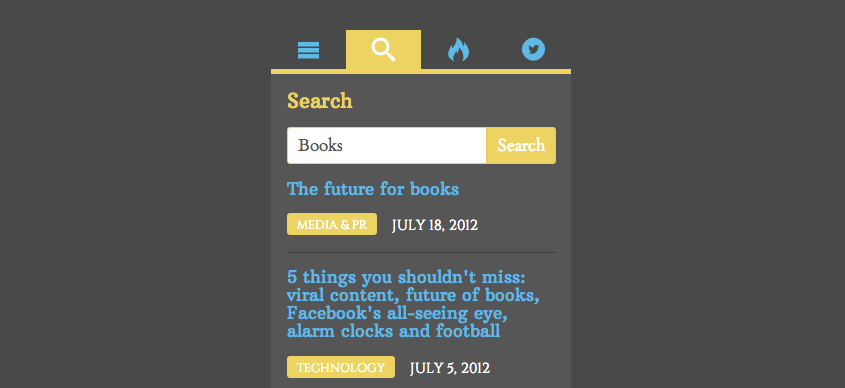 Search
Books
Search
The future for books
MEDIA & PR
JULY 18, 2012
5 things you shouldn't miss:
viral content, future of books,
Facebook's all-seeing eye,
alarm clocks and football
TECHNOLOGY
JULY 5, 2012